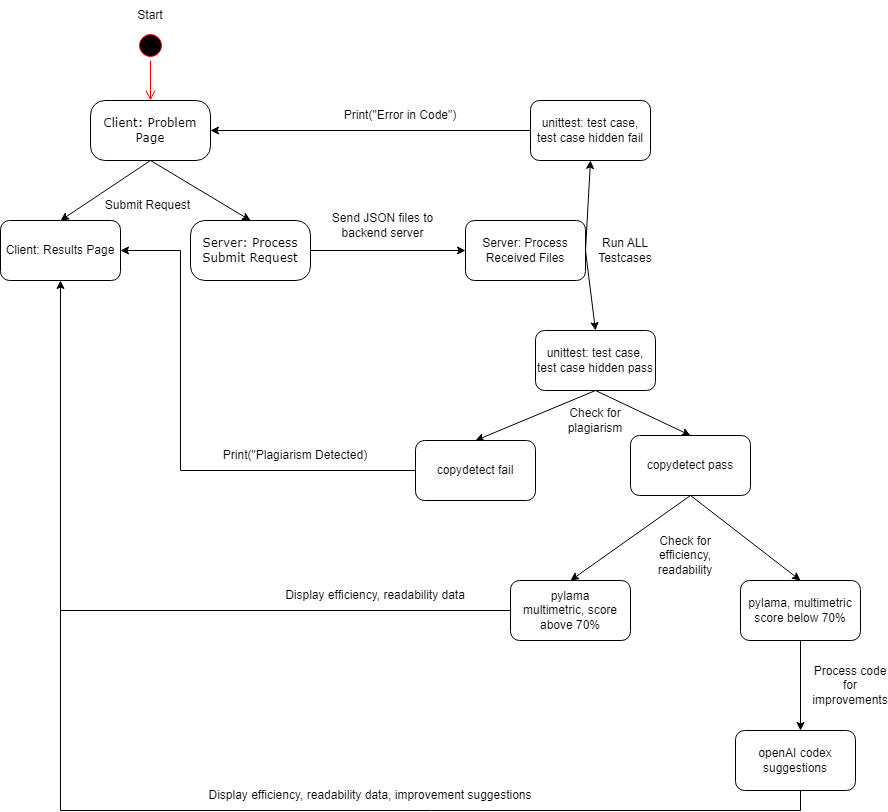 Start
Client: Problem
Page
Print("Error in Code")
unittest: test case,
test case hidden fail
Submit Request
Client: Results Page
Server: Process
Submit Request
Send JSON files to
backend server
Server: Process
Received Files
Run ALL
Testcases
unittest: test case,
test case hidden pass
Check for
plagiarism
Print("Plagiarism Detected)
copydetect fail
copydetect pass
Check for
efficiency,
readability
Display efficiency, readability data
pylama
multimetric, score
above 70%
pylama, multimetric
score below 70%
Process code
for
improvements
openAI codex
suggestions
Display efficiency, readability data, improvement suggestions